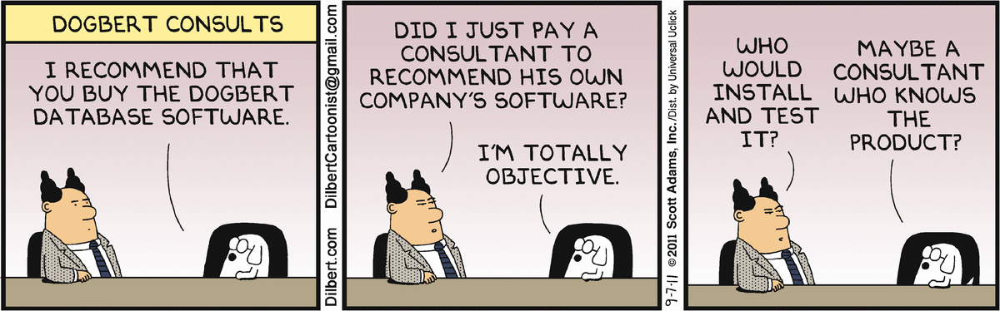 DOGBERT CONSULTS
I RECOMMEND THAT
YOU BUY THE DOGBERT
DATABASE SOFTWARE.
Dilbert.com DilbertCartoonist@gmail.com
DID I JUST PAY A
CONSULTANT TO
RECOMMEND HIS OWN
COMPANY'S SOFTWARE?
I'M TOTALLY
OBJECTIVE.
9-7-11 ©2011 Scott Adams, Inc./Dist. by Universal Uclick
WHO
WOULD
INSTALL
AND TEST
IT?
MAYBE A
CONSULTANT
WHO KNOWS
THE
PRODUCT?